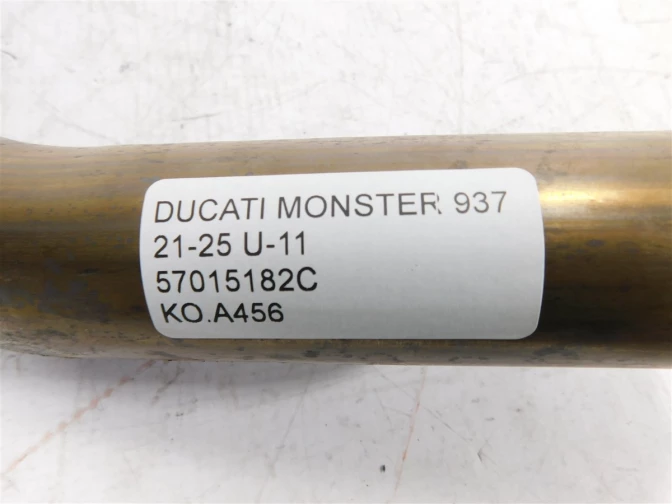 DUCATI MONSTER 937
21-25 U-11
57015182C
KO.A456